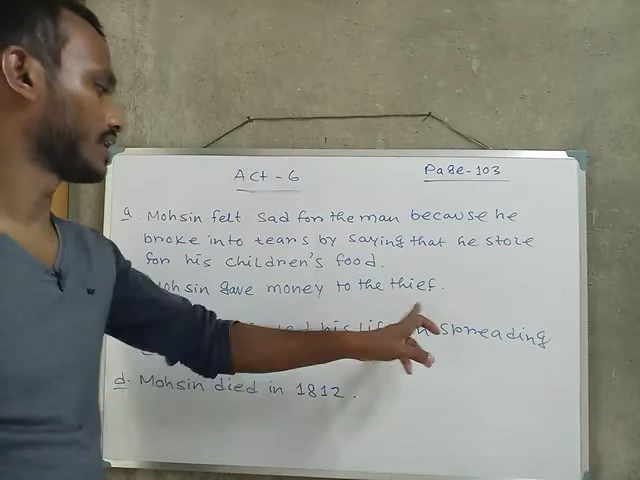 Act - 6
Page-103
a. Mohsin felt sad for the man because he
broke into tears by saying that he stole
for his children's food.
Mohsin gave money to the thief.
his life in spreading
d. Mohsin died in 1812.